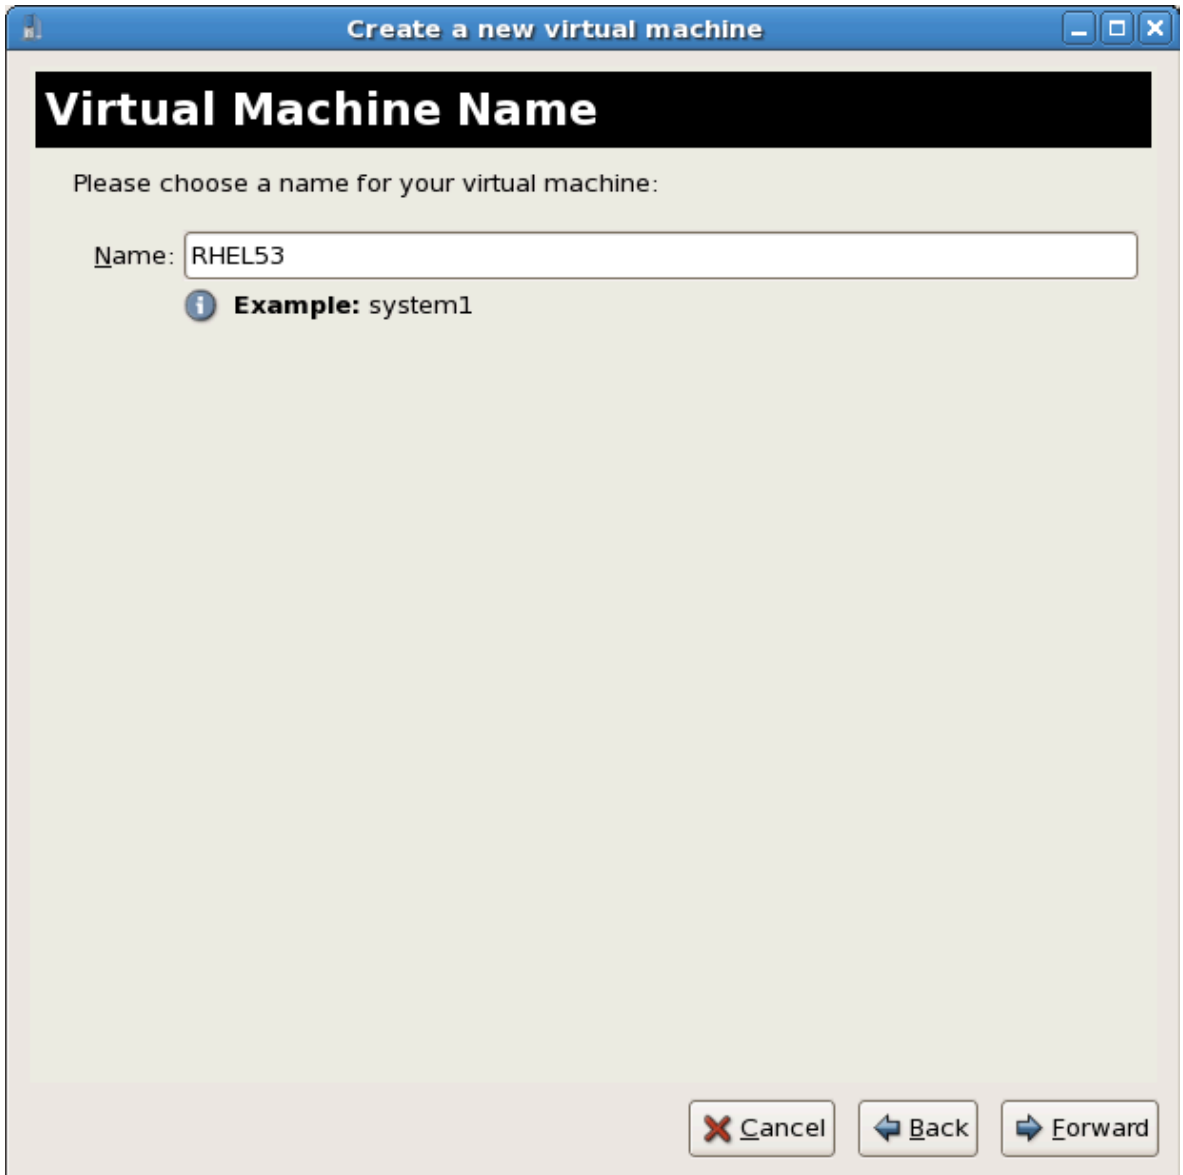 Create a new virtual machine
Virtual Machine Name
Please choose a name for your virtual machine:
Name: RHEL53
Example: system1
Cancel Back Forward